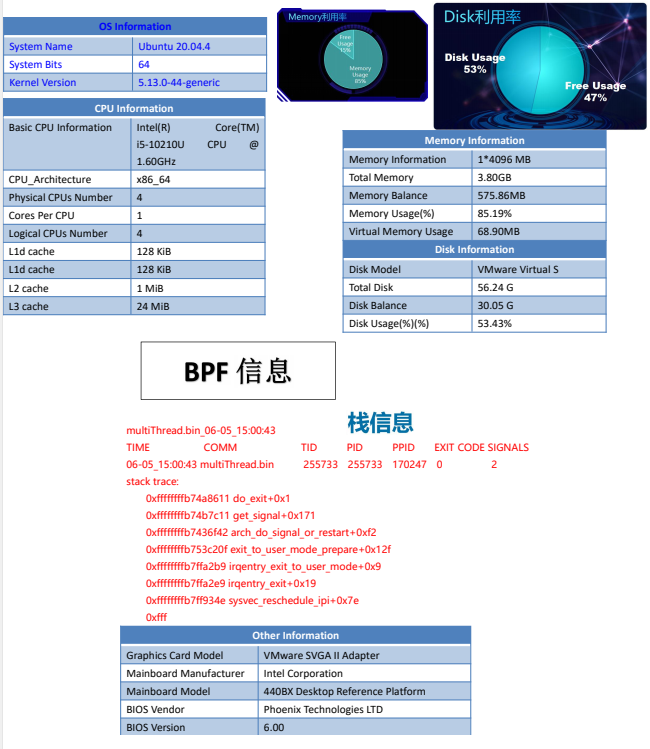 OS Information
System Name Ubuntu 20.04.4
System Bits 64
Kernel Version 5.13.0-44-generic
CPU Information
Basic CPU Information Intel(R) Core(TM)
i5-10210U CPU @
1.60GHz
CPU_Architecture x86_64
Physical CPUs Number 4
Cores Per CPU 1
Logical CPUs Number 4
L1d cache 128 KiB
L1d cache 128 KiB
L2 cache 1 MiB
L3 cache 24 MiB
Memory利用率
Free
Usage
15%
Memory
Usage
85%
Disk利用率
Disk Usage
53%
Free Usage
47%
Memory Information
Memory Information 1*4096 MB
Total Memory 3.80GB
Memory Balance 575.86MB
Memory Usage(%) 85.19%
Virtual Memory Usage 68.90MB
Disk Information
Disk Model VMware Virtual S
Total Disk 56.24 G
Disk Balance 30.05 G
Disk Usage(%)(%) 53.43%
BPF 信息
栈信息
multiThread.bin_06-05_15:00:43
TIME COMM TID PID PPID EXIT CODE SIGNALS
06-05_15:00:43 multiThread.bin 255733 255733 170247 0 2
stack trace:
0xffffffffb74a8611 do_exit+0x1
0xffffffffb74b7c11 get_signal+0x171
0xffffffffb7436f42 arch_do_signal_or_restart+0xf2
0xffffffffb753c20f exit_to_user_mode_prepare+0x12f
0xffffffffb7ffa2b9 irqentry_exit_to_user_mode+0x9
0xffffffffb7ffa2e9 irqentry_exit+0x19
0xffffffffb7ff934e sysvec_reschedule_ipi+0x7e
0xfff
Other Information
Graphics Card Model VMware SVGA II Adapter
Mainboard Manufacturer Intel Corporation
Mainboard Model 440BX Desktop Reference Platform
BIOS Vendor Phoenix Technologies LTD
BIOS Version 6.00